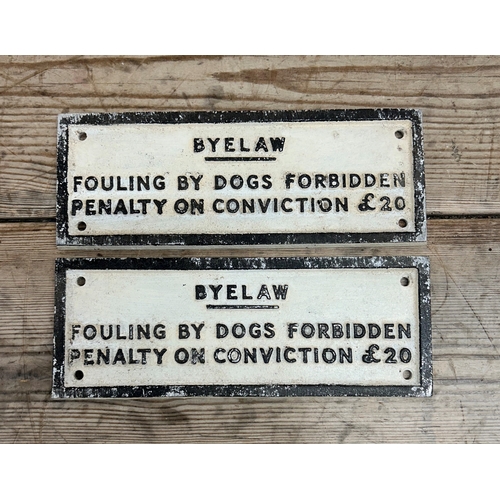 BYELAW
FOULING BY DOGS FORBIDDEN
PENALTY ON CONVICTION £20
BYELAW
FOULING BY DOGS FORBIDDEN
PENALTY ON CONVICTION £20